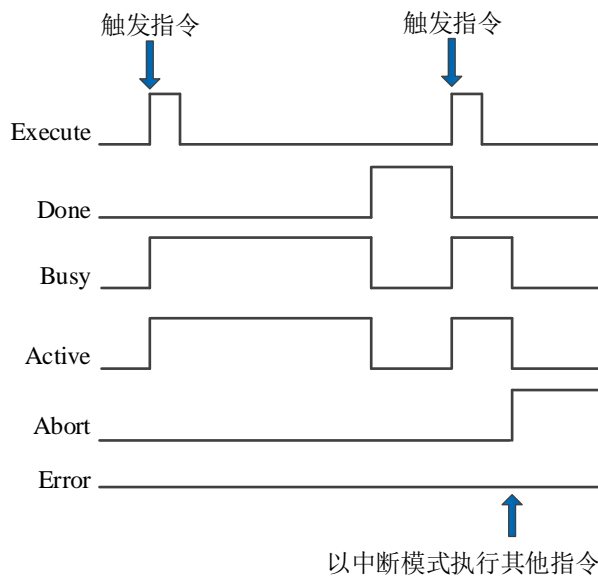 触发指令 触发指令
Execute
Done
Busy
Active
Abort
Error
以中断模式执行其他指令